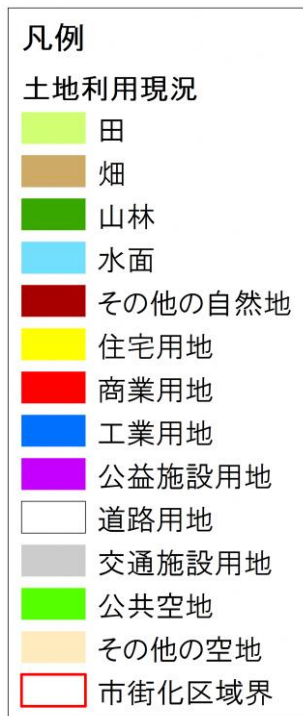 凡例
土地利用現況
田
畑
山林
水面
その他の自然地
住宅用地
商業用地
工業用地
公益施設用地
道路用地
交通施設用地
公共空地
その他の空地
市街化区域界